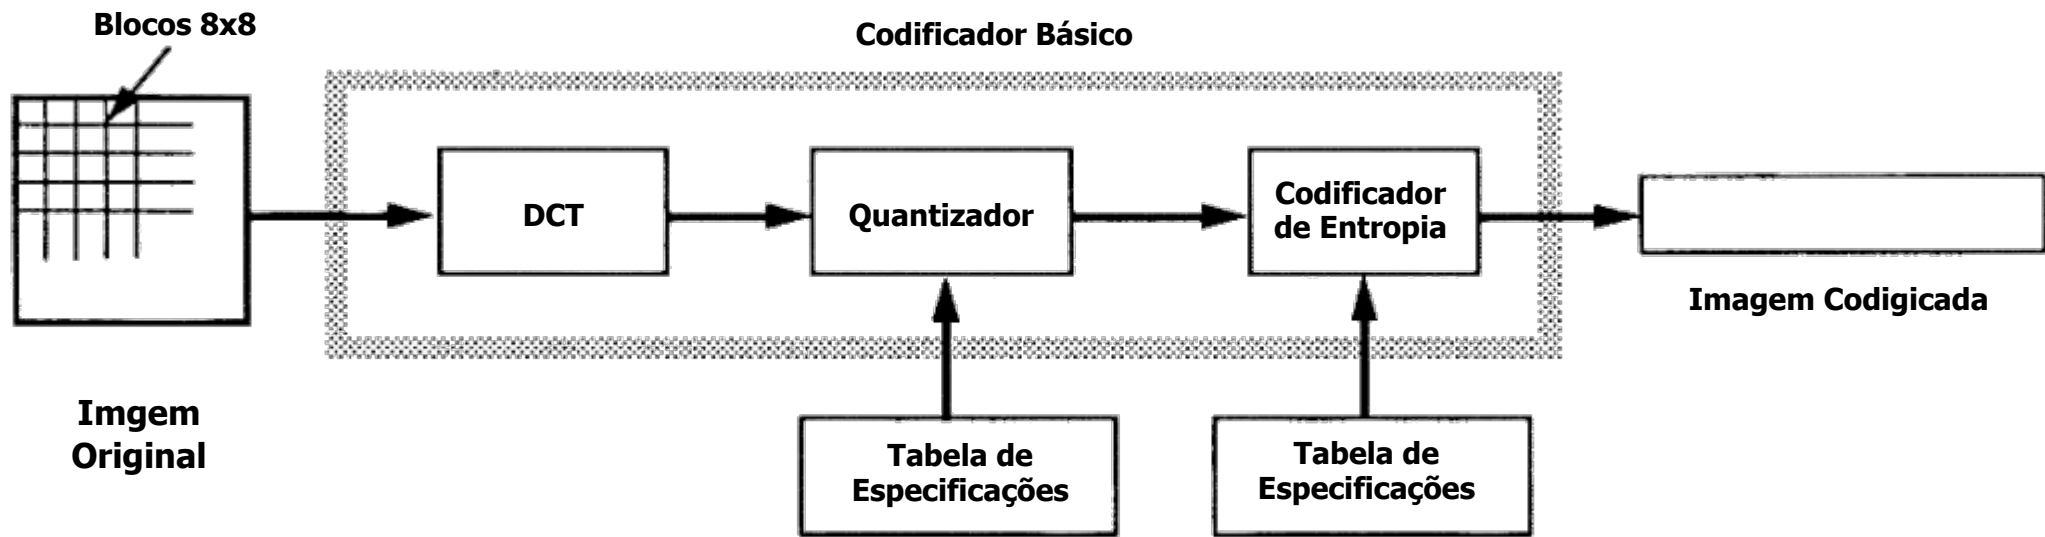 Blocos 8x8
Codificador Básico
DCT
Quantizador
Codificador
de Entropia
Imagem Codigicada
Imgem
Original
Tabela de
Especificações
Tabela de
Especificações